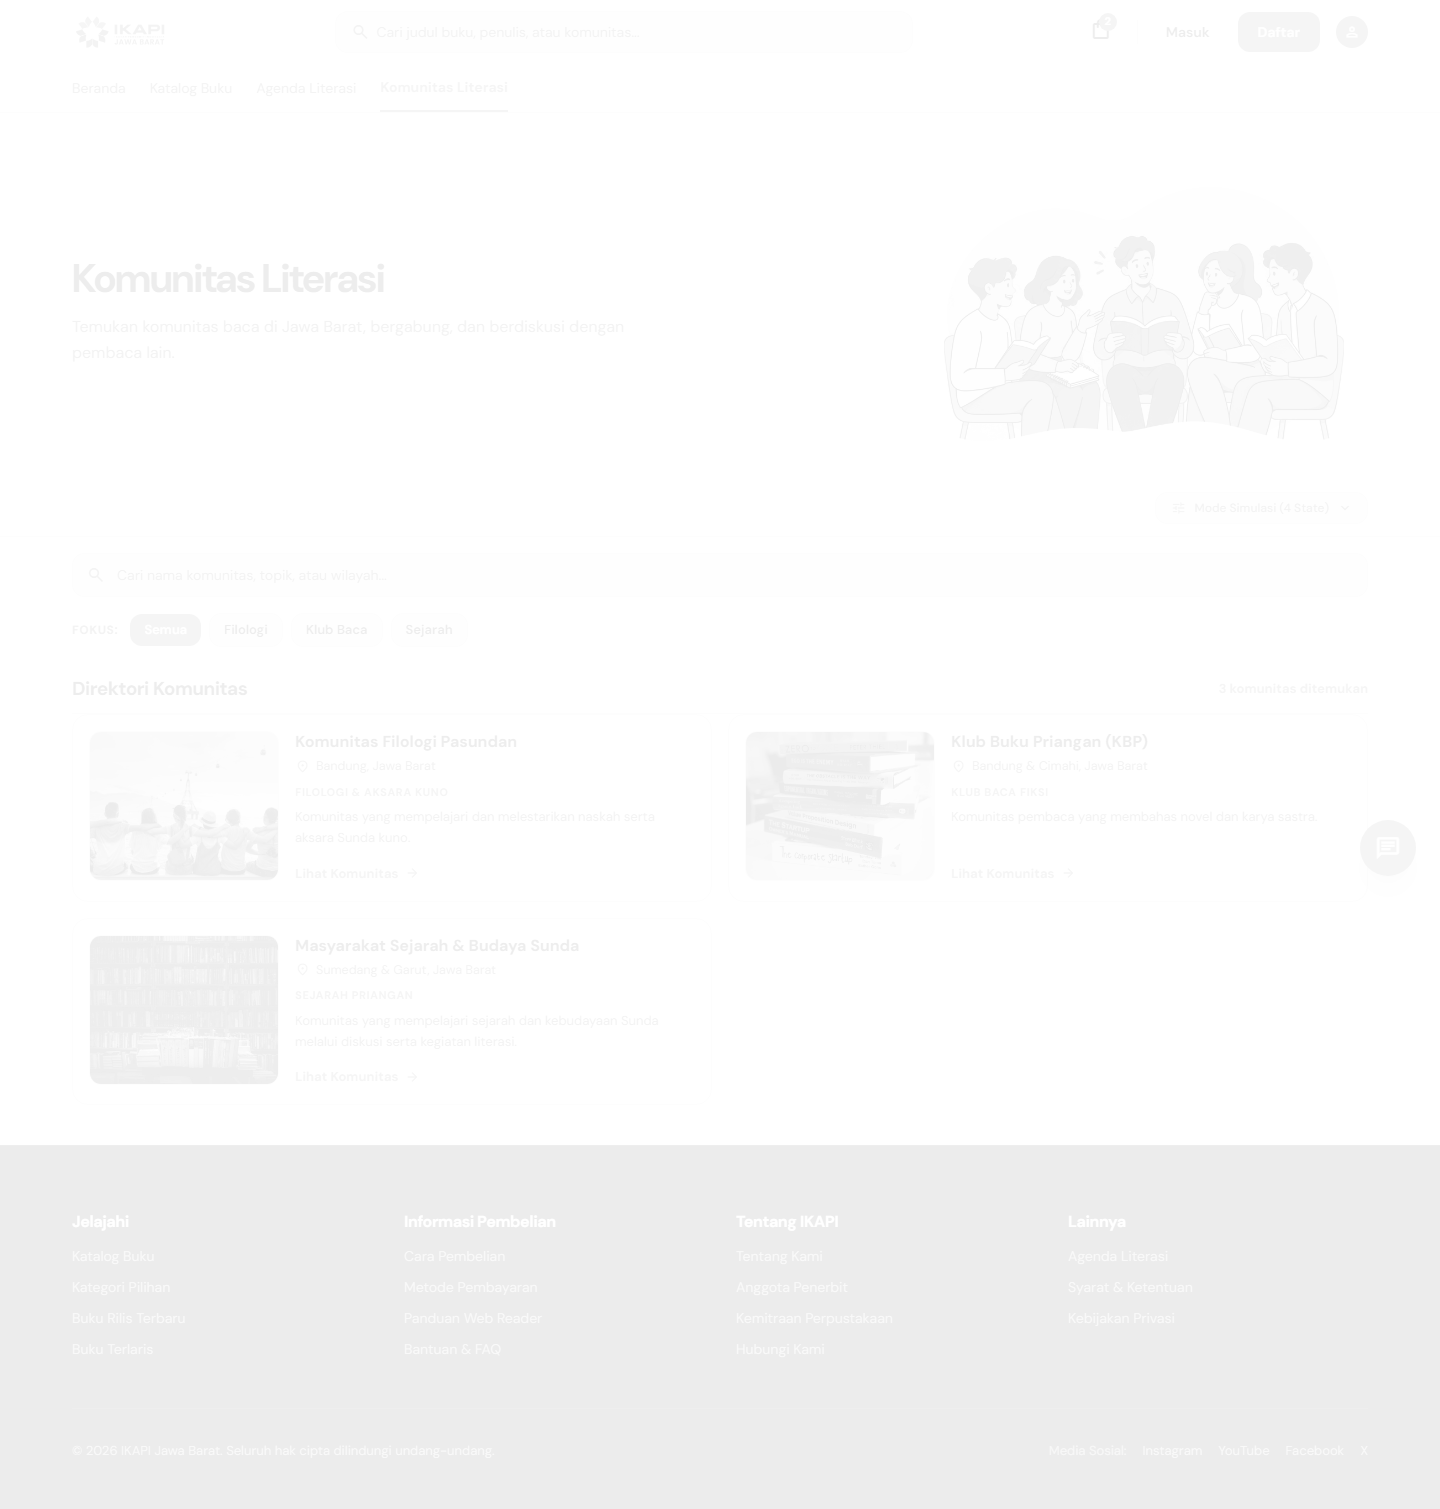 IKAPI
JAWA BARAT
Cari judul buku, penulis, atau komunitas...
2
Masuk
Daftar
Beranda
Katalog Buku
Agenda Literasi
Komunitas Literasi
Komunitas Literasi
Temukan komunitas baca di Jawa Barat, bergabung, dan berdiskusi dengan
pembaca lain.
Mode Simulasi (4 State)
Cari nama komunitas, topik, atau wilayah...
FOKUS:
Semua
Filologi
Klub Baca
Sejarah
Direktori Komunitas
3 komunitas ditemukan
Komunitas Filologi Pasundan
Bandung, Jawa Barat
FILOLOGI & AKSARA KUNO
Komunitas yang mempelajari dan melestarikan naskah serta
aksara Sunda kuno.
Lihat Komunitas
Klub Buku Priangan (KBP)
Bandung & Cimahi, Jawa Barat
KLUB BACA FIKSI
Komunitas pembaca yang membahas novel dan karya sastra.
Lihat Komunitas
Masyarakat Sejarah & Budaya Sunda
Sumedang & Garut, Jawa Barat
SEJARAH PRIANGAN
Komunitas yang mempelajari sejarah dan kebudayaan Sunda
melalui diskusi serta kegiatan literasi.
Lihat Komunitas
Jelajahi
Katalog Buku
Kategori Pilihan
Buku Rilis Terbaru
Buku Terlaris
Informasi Pembelian
Cara Pembelian
Metode Pembayaran
Panduan Web Reader
Bantuan & FAQ
Tentang IKAPI
Tentang Kami
Anggota Penerbit
Kemitraan Perpustakaan
Hubungi Kami
Lainnya
Agenda Literasi
Syarat & Ketentuan
Kebijakan Privasi
© 2026 IKAPI Jawa Barat. Seluruh hak cipta dilindungi undang-undang.
Media Sosial:
Instagram
YouTube
Facebook
X